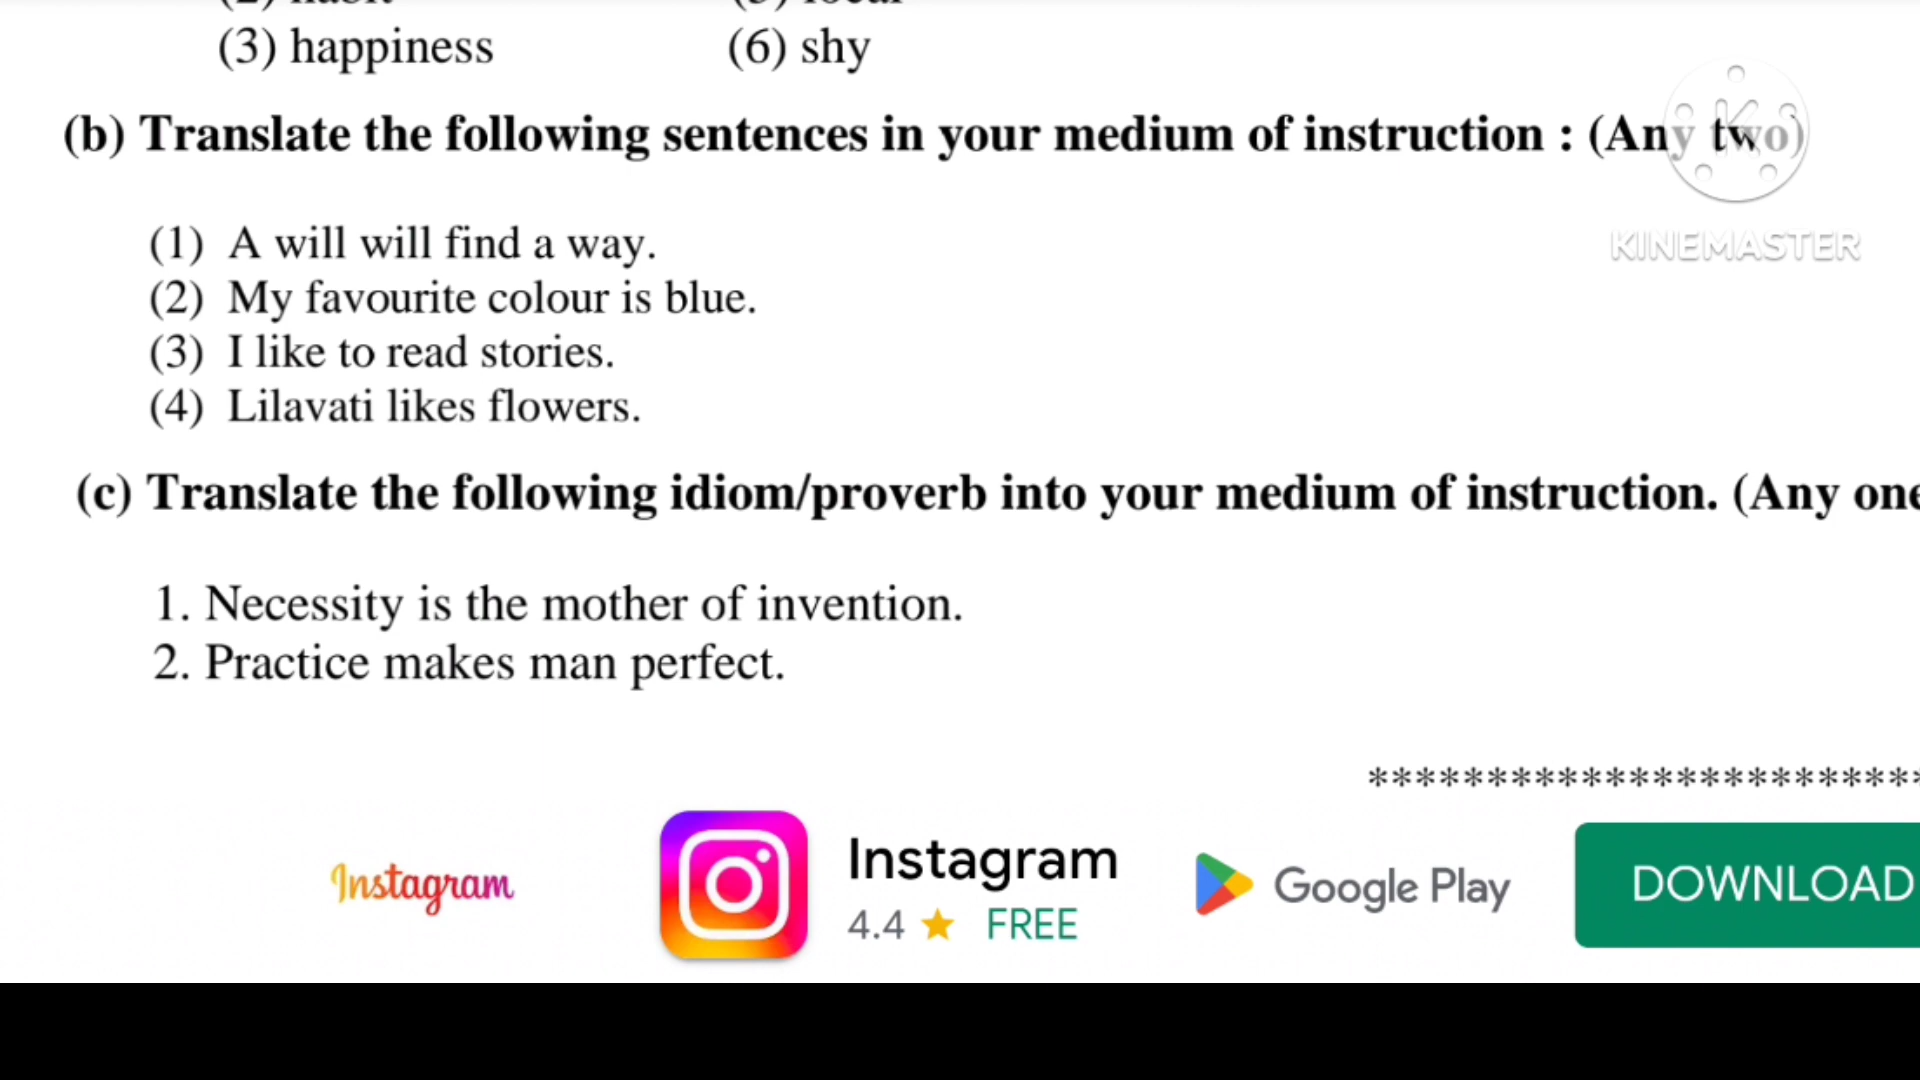 (3) happiness (6) shy
(b) Translate the following sentences in your medium of instruction : (Any two)
KINEMASTER
(1) A will will find a way.
(2) My favourite colour is blue.
(3) I like to read stories.
(4) Lilavati likes flowers.
(c) Translate the following idiom/proverb into your medium of instruction. (Any one
1. Necessity is the mother of invention.
2. Practice makes man perfect.
***********************
Instagram
Instagram
4.4 ★ FREE
Google Play
DOWNLOAD